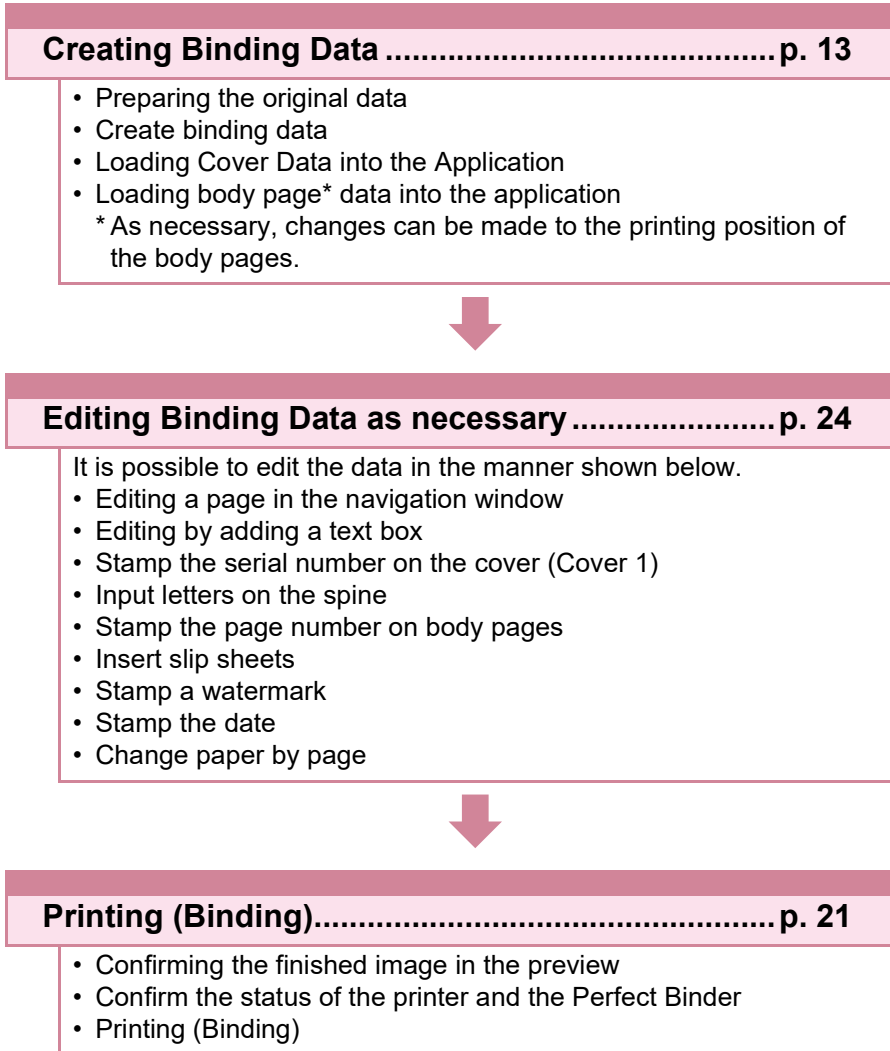 Creating Binding Data ............................................ p. 13
• Preparing the original data
• Create binding data
• Loading Cover Data into the Application
• Loading body page* data into the application
* As necessary, changes can be made to the printing position of
the body pages.
Editing Binding Data as necessary ....................... p. 24
It is possible to edit the data in the manner shown below.
• Editing a page in the navigation window
• Editing by adding a text box
• Stamp the serial number on the cover (Cover 1)
• Input letters on the spine
• Stamp the page number on body pages
• Insert slip sheets
• Stamp a watermark
• Stamp the date
• Change paper by page
Printing (Binding).................................................... p. 21
• Confirming the finished image in the preview
• Confirm the status of the printer and the Perfect Binder
• Printing (Binding)